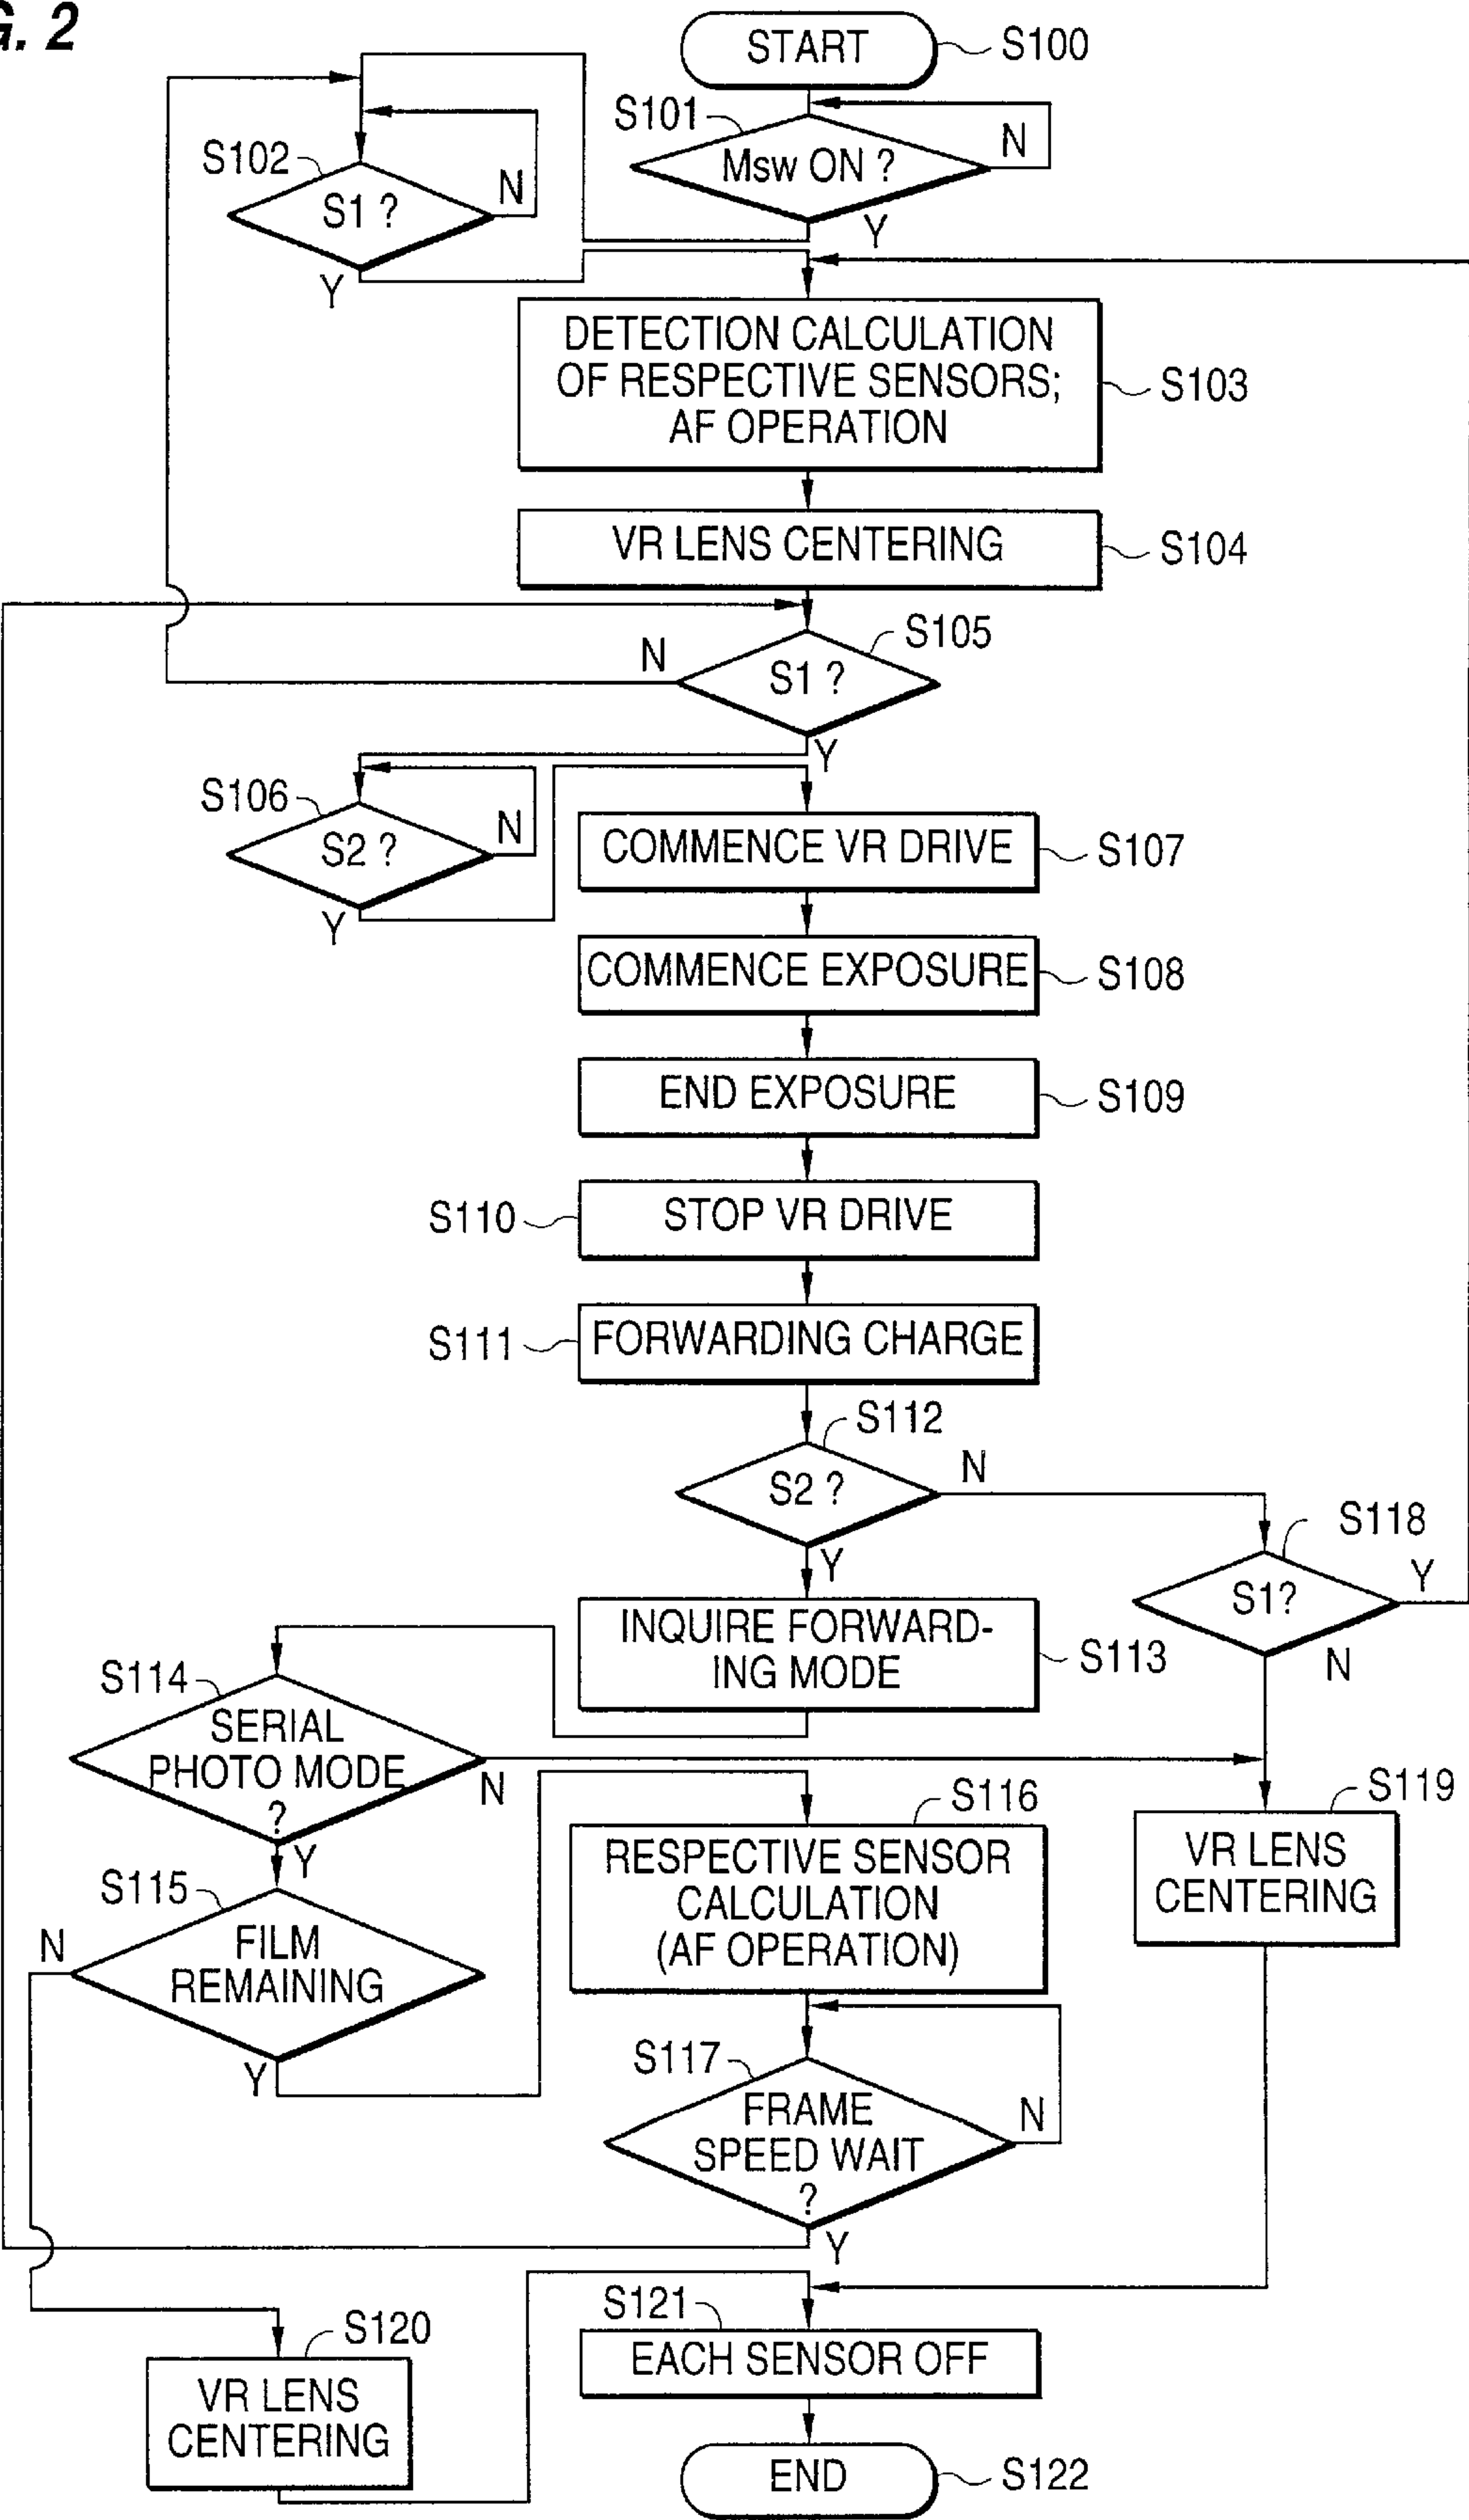 G. 2
START
S100
S101
Msw ON ?
N
Y
S102
S1 ?
N
Y
DETECTION CALCULATION
OF RESPECTIVE SENSORS;
AF OPERATION
S103
VR LENS CENTERING
S104
S105
S1 ?
N
Y
S106
S2 ?
N
Y
COMMENCE VR DRIVE
S107
COMMENCE EXPOSURE
S108
END EXPOSURE
S109
S110
STOP VR DRIVE
S111
FORWARDING CHARGE
S112
S2 ?
N
Y
S118
S1?
Y
N
INQUIRE FORWARD-
ING MODE
S113
S114
SERIAL
PHOTO MODE
?
N
Y
S115
FILM
REMAINING
N
Y
S116
RESPECTIVE SENSOR
CALCULATION
(AF OPERATION)
S119
VR LENS
CENTERING
S117
FRAME
SPEED WAIT
?
N
Y
S120
VR LENS
CENTERING
S121
EACH SENSOR OFF
END
S122